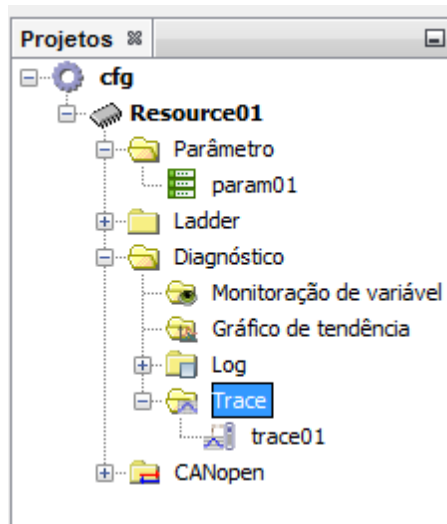 Projetos
cfg
Resource01
Parâmetro
param01
Ladder
Diagnóstico
Monitoração de variável
Gráfico de tendência
Log
Trace
trace01
CANopen